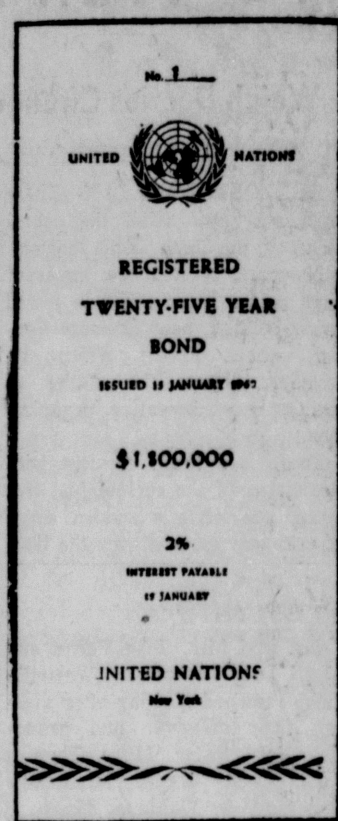 No. 1
UNITED NATIONS
REGISTERED
TWENTY-FIVE YEAR
BOND
ISSUED 15 JANUARY 1962
$1,800,000
2%
INTEREST PAYABLE
15 JANUARY
UNITED NATIONS
New York